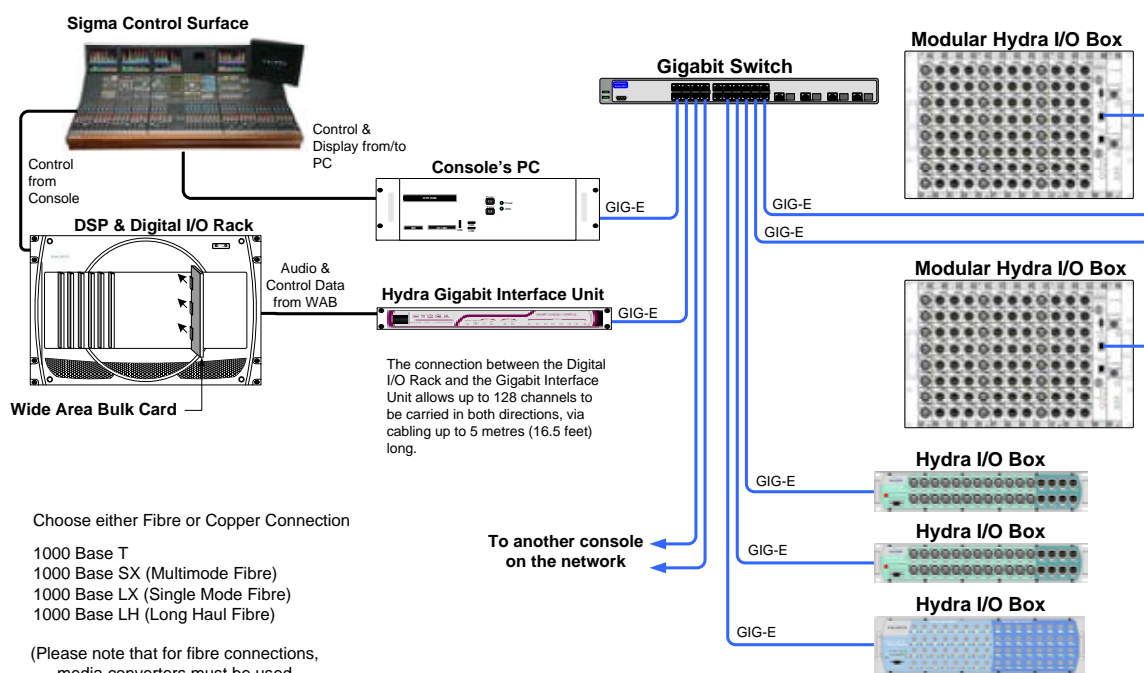 Sigma Control Surface
Control &
Display from/to
PC
Control
from
Console
Console's PC
GIG-E
DSP & Digital I/O Rack
Audio &
Control Data
from WAB
Hydra Gigabit Interface Unit
GIG-E
The connection between the Digital
I/O Rack and the Gigabit Interface
Unit allows up to 128 channels to
be carried in both directions, via
cabling up to 5 metres (16.5 feet)
long.
Wide Area Bulk Card
Gigabit Switch
Modular Hydra I/O Box
GIG-E
GIG-E
Modular Hydra I/O Box
Hydra I/O Box
GIG-E
Hydra I/O Box
GIG-E
Hydra I/O Box
GIG-E
To another console
on the network
Choose either Fibre or Copper Connection
1000 Base T
1000 Base SX (Multimode Fibre)
1000 Base LX (Single Mode Fibre)
1000 Base LH (Long Haul Fibre)
(Please note that for fibre connections,
media converters must be used